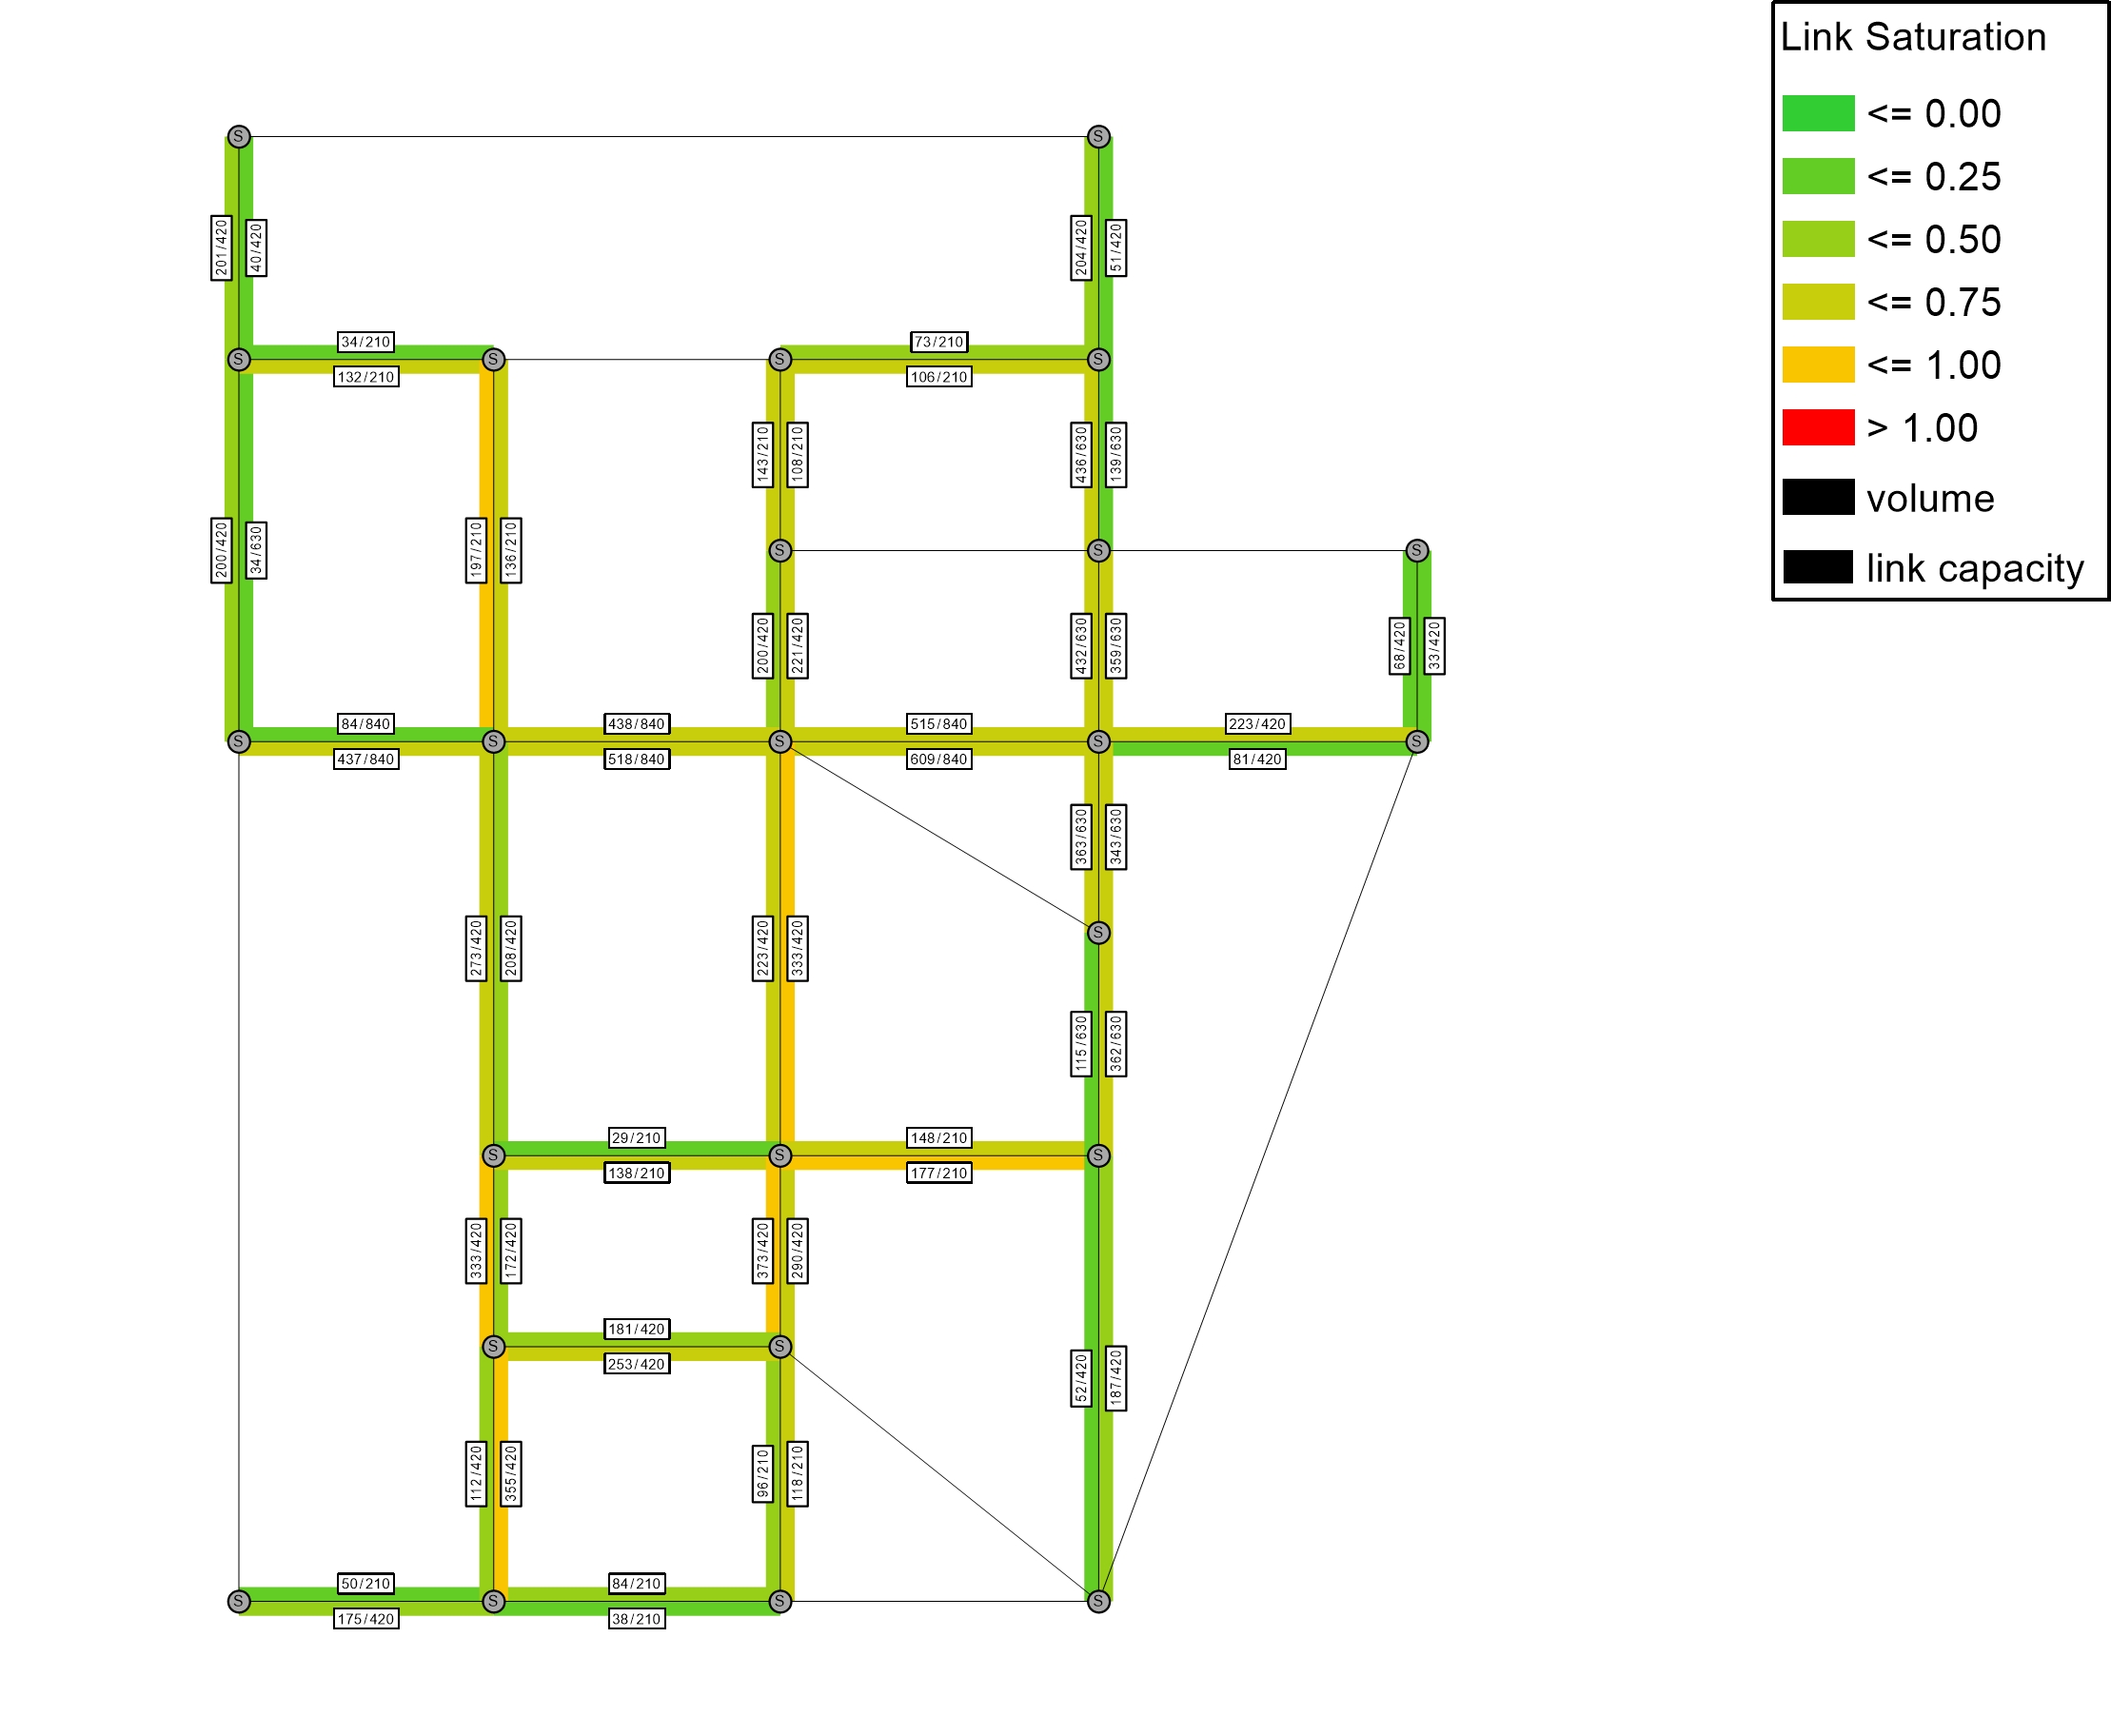 Link Saturation
<= 0.00
<= 0.25
<= 0.50
<= 0.75
<= 1.00
> 1.00
volume
link capacity
S
S
201/420
40/420
204/420
51/420
34/210
73/210
S
S
S
S
132/210
106/210
143/210
108/210
436/630
139/630
200/420
34/630
197/210
136/210
S
S
S
200/420
221/420
432/630
359/630
68/420
33/420
84/840
438/840
515/840
223/420
S
S
S
S
S
437/840
518/840
609/840
81/420
363/630
343/630
S
273/420
208/420
223/420
333/420
115/630
362/630
29/210
148/210
S
S
S
138/210
177/210
333/420
172/420
373/420
290/420
181/420
S
S
253/420
52/420
187/420
112/420
355/420
96/210
118/210
50/210
84/210
S
S
S
S
175/420
38/210